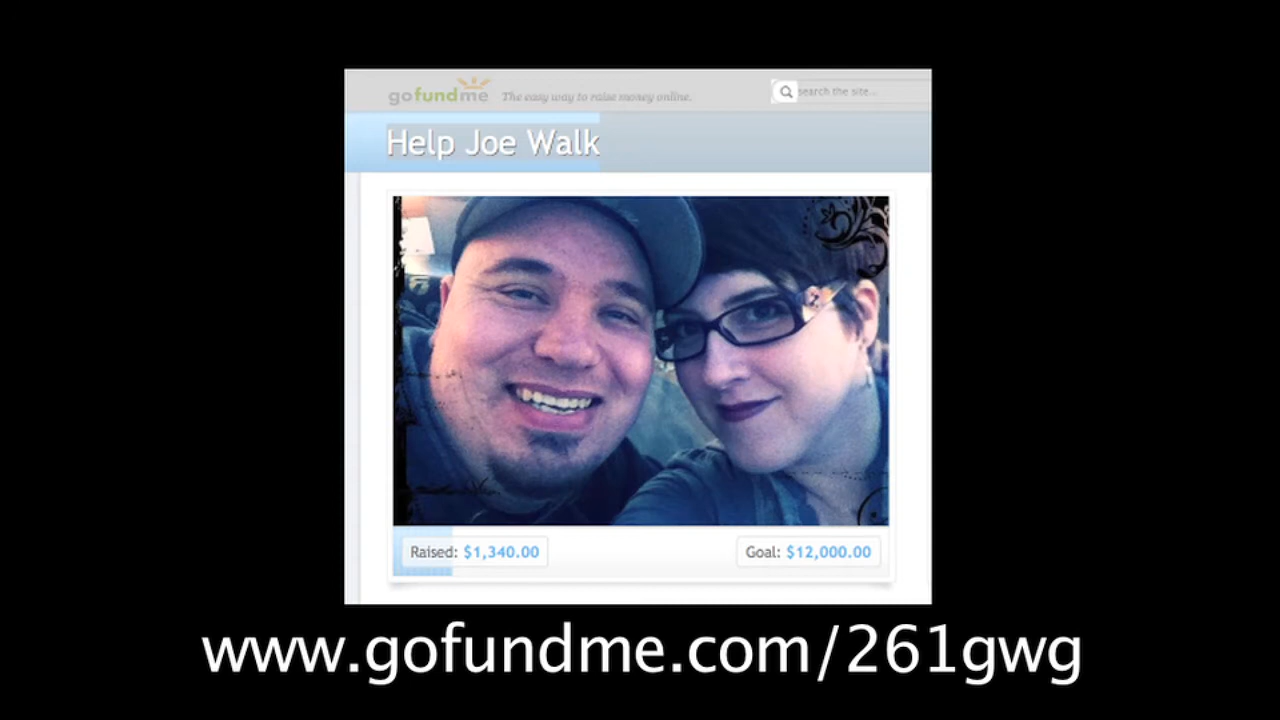 gofundme The easy way to raise money online. search the site...
Help Joe Walk
Raised: $1,340.00 Goal: $12,000.00
www.gofundme.com/261gwg